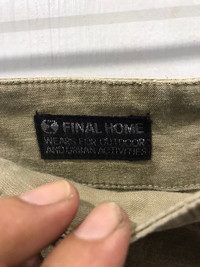 FINAL HOME
WEARS FOR OUTDOOR
AND URBAN ACTIVITIES